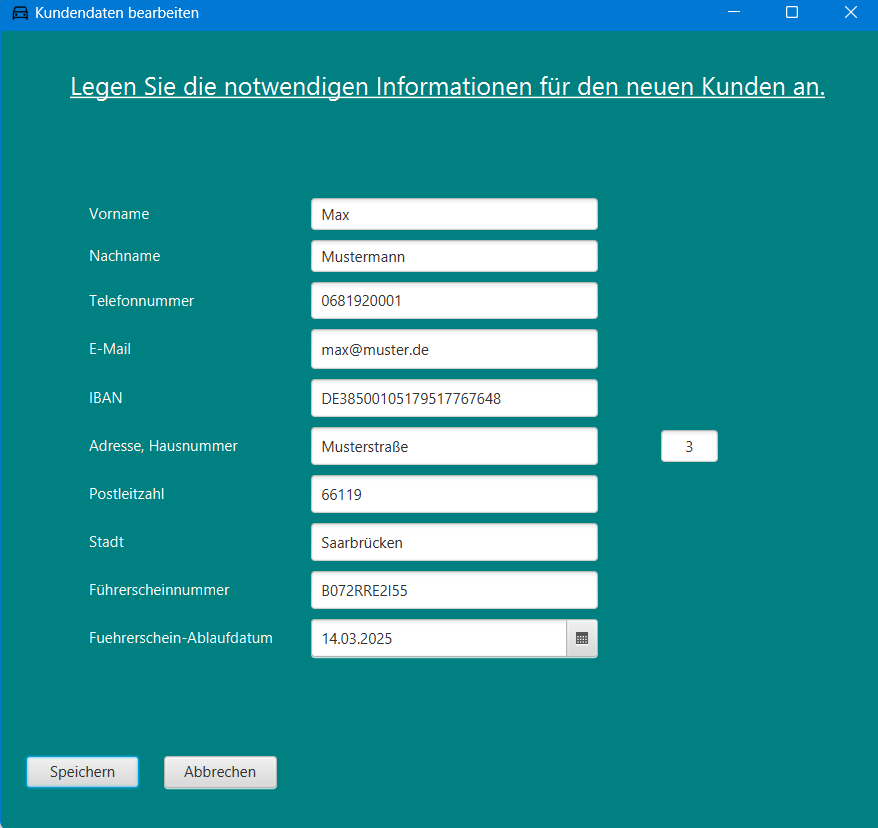 Kundendaten bearbeiten
Legen Sie die notwendigen Informationen für den neuen Kunden an.
Vorname Max
Nachname Mustermann
Telefonnummer 0681920001
E-Mail max@muster.de
IBAN DE38500105179517767648
Adresse, Hausnummer Musterstraße 3
Postleitzahl 66119
Stadt Saarbrücken
Führerscheinnummer B072RRE2I55
Fuehrerschein-Ablaufdatum 14.03.2025
Speichern Abbrechen